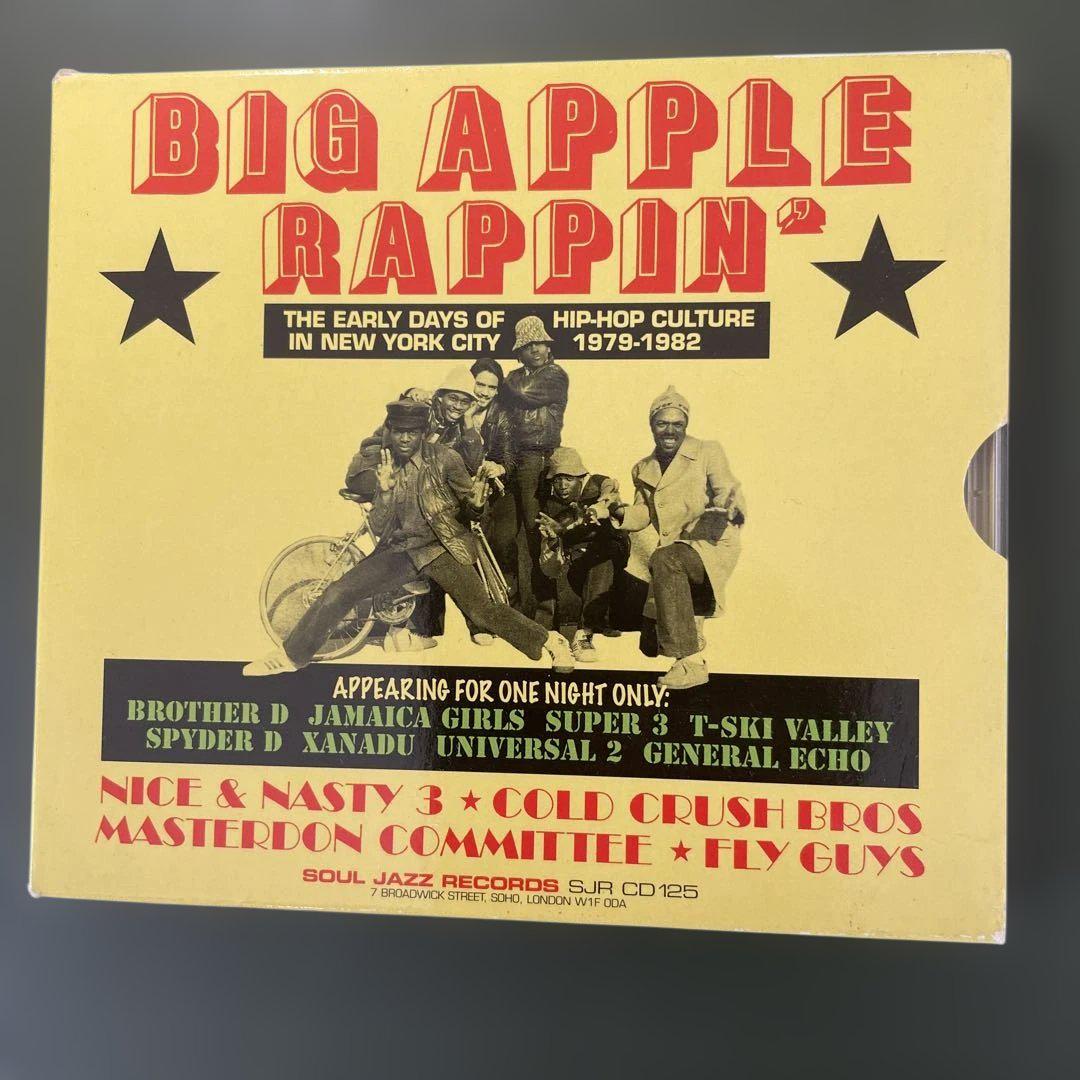 BIG APPLE
RAPPIN'
THE EARLY DAYS OF HIP-HOP CULTURE
IN NEW YORK CITY 1979-1982
APPEARING FOR ONE NIGHT ONLY:
BROTHER D JAMAICA GIRLS SUPER 3 T-SKI VALLEY
SPYDER D XANADU UNIVERSAL 2 GENERAL ECHO
NICE & NASTY 3 ★ COLD CRUSH BROS
MASTERDON COMMITTEE ★ FLY GUYS
SOUL JAZZ RECORDS SJR CD125
7 BROADWICK STREET, SOHO, LONDON W1F 0DA